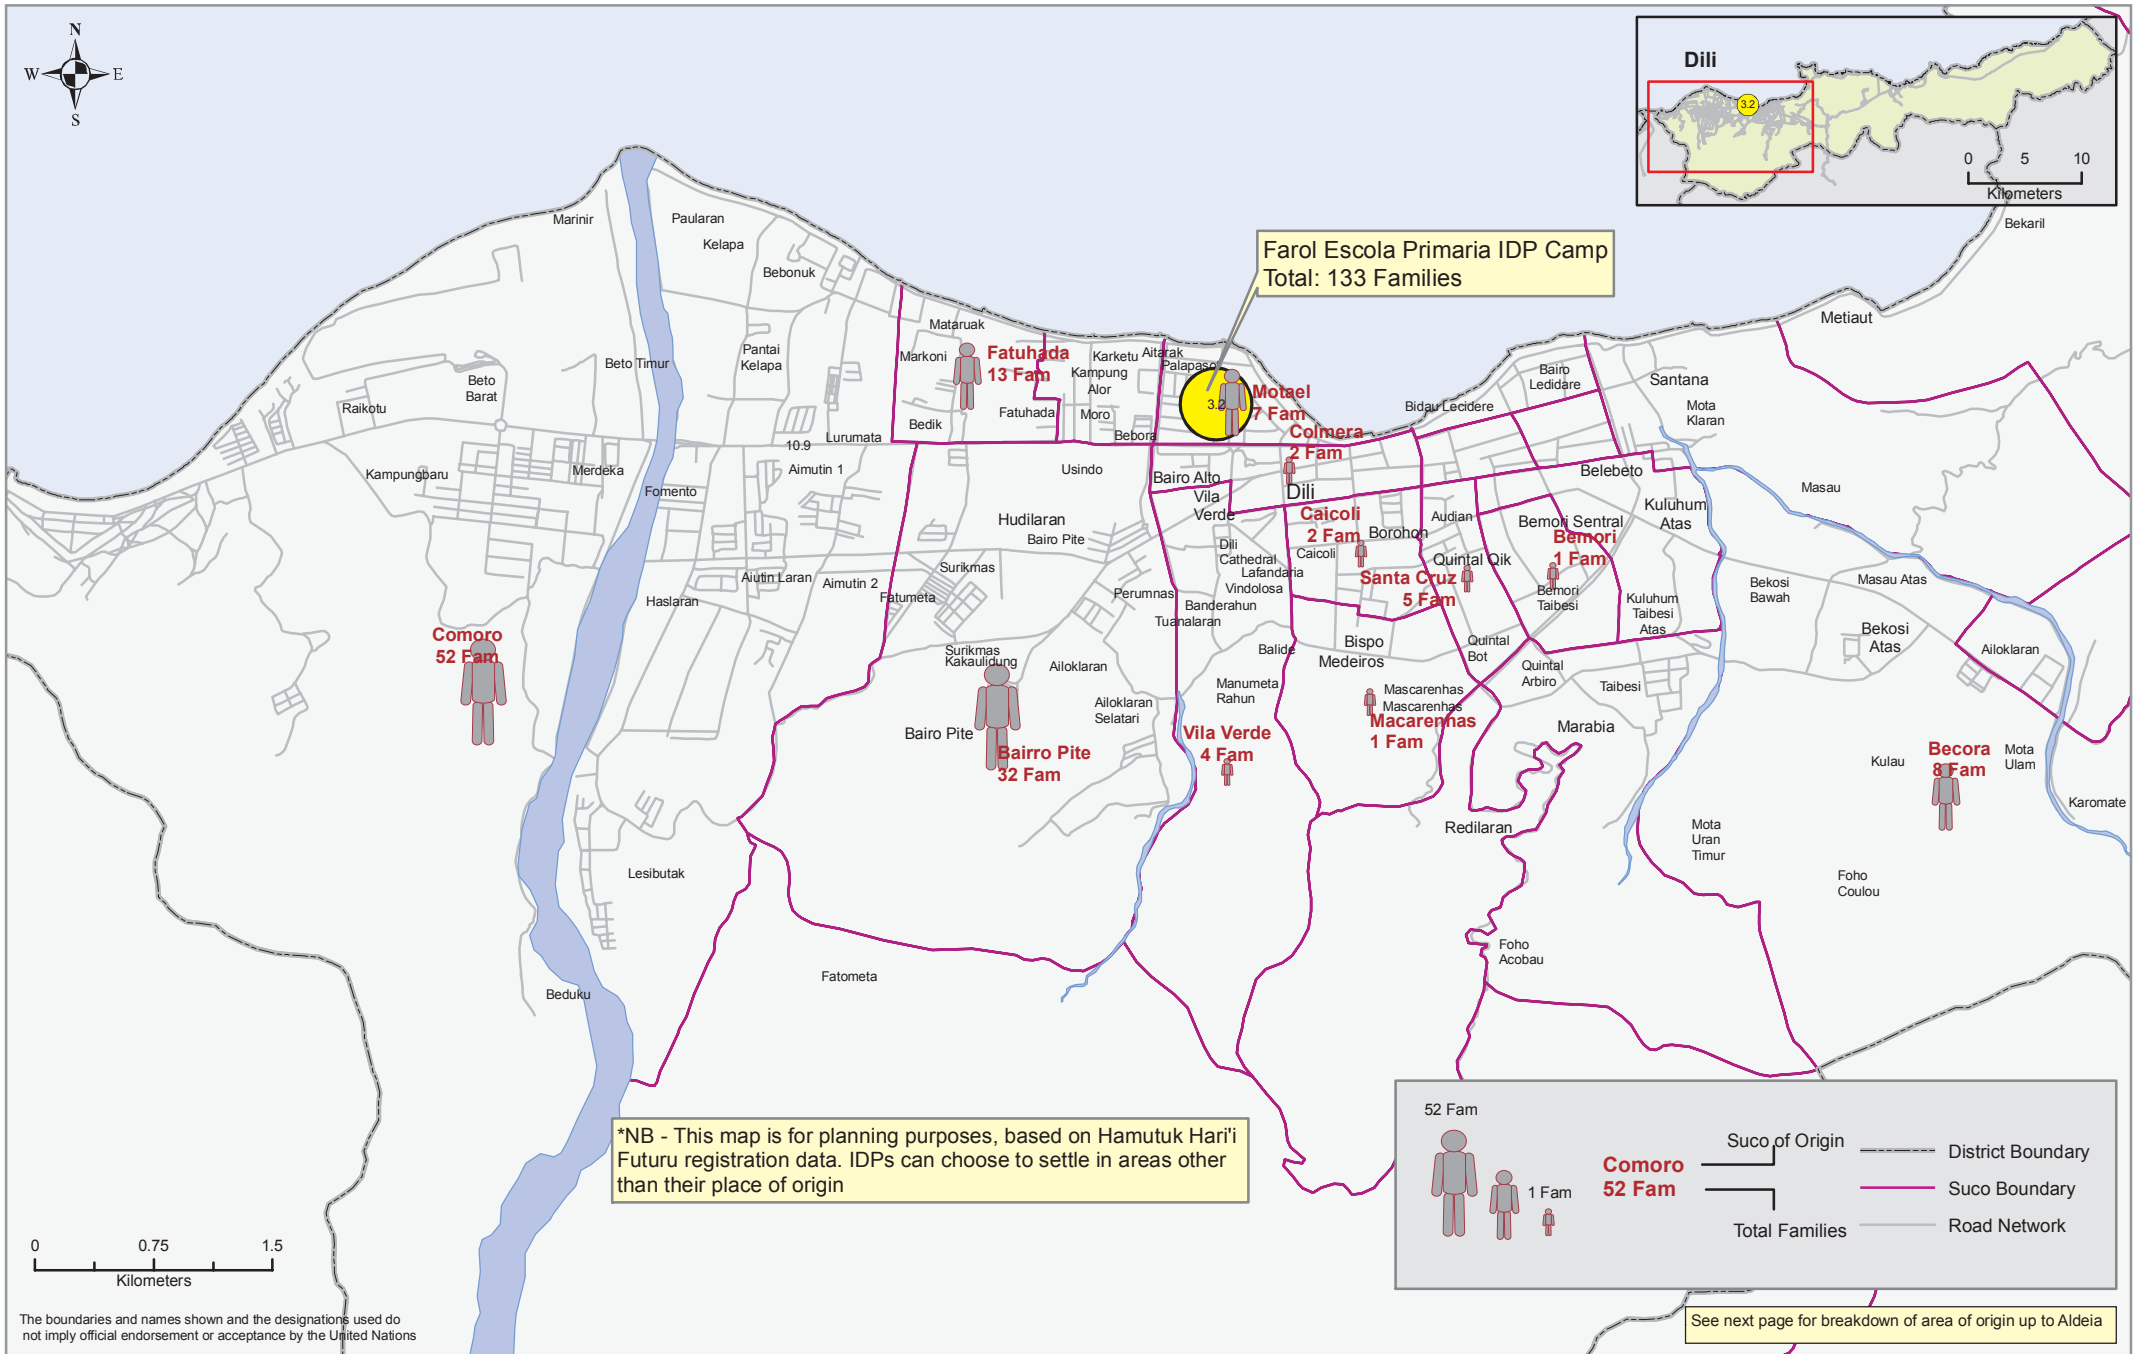 N
W
E
S
Dili
3.2
0 5 10
Kilometers
Bekaril
Marinir
Paularan
Kelapa
Bebonuk
Farol Escola Primaria IDP Camp
Total: 133 Families
Metiaut
Mataruak
Markoni
Fatuhada
13 Fam
Karketu
Kampung
Alor
Aitarak
Palapaso
Beto Timur
Pantai
Kelapa
Beto
Barat
Raikotu
Bedik
Fatuhada
Moro
Bebora
3.2
Motael
7 Fam
Colmera
2 Fam
Bidau Lecidere
Bairo
Ledidare
Santana
Mota
Klaran
10.9
Lurumata
Kampungbaru
Merdeka
Fomento
Aimutin 1
Usindo
Bairo Alto
Vila
Verde
Dili
Belebeto
Masau
Hudilaran
Bairo Pite
Caicoli
2 Fam
Caicoli
Borohon
Audian
Quintal Qik
Bemori Sentral
Bemori
1 Fam
Bemori
Taibesi
Kuluhum
Atas
Dili
Cathedral
Lafandaria
Vindolosa
Santa Cruz
5 Fam
Surikmas
Aiutin Laran
Aimutin 2
Fatumeta
Haslaran
Perumnas
Banderahun
Tuanalaran
Kuluhum
Taibesi
Atas
Bekosi
Bawah
Masau Atas
Bekosi
Atas
Ailoklaran
Comoro
52 Fam
Surikmas
Kakaulidung
Ailoklaran
Balide
Bispo
Medeiros
Quintal
Bot
Quintal
Arbiro
Taibesi
Ailoklaran
Selatari
Manumeta
Rahun
Mascarenhas
Mascarenhas
Macarenhas
1 Fam
Marabia
Bairo Pite
Bairro Pite
32 Fam
Vila Verde
4 Fam
Becora
8 Fam
Kulau
Mota
Ulam
Karomate
Redilaran
Mota
Uran
Timur
Foho
Coulou
Lesibutak
Foho
Acobau
Fatometa
Beduku
*NB - This map is for planning purposes, based on Hamutuk Hari'i
Futuru registration data. IDPs can choose to settle in areas other
than their place of origin
52 Fam
1 Fam
Comoro
52 Fam
Suco of Origin
Total Families
District Boundary
Suco Boundary
Road Network
0 0.75 1.5
Kilometers
The boundaries and names shown and the designations used do
not imply official endorsement or acceptance by the United Nations
See next page for breakdown of area of origin up to Aldeia